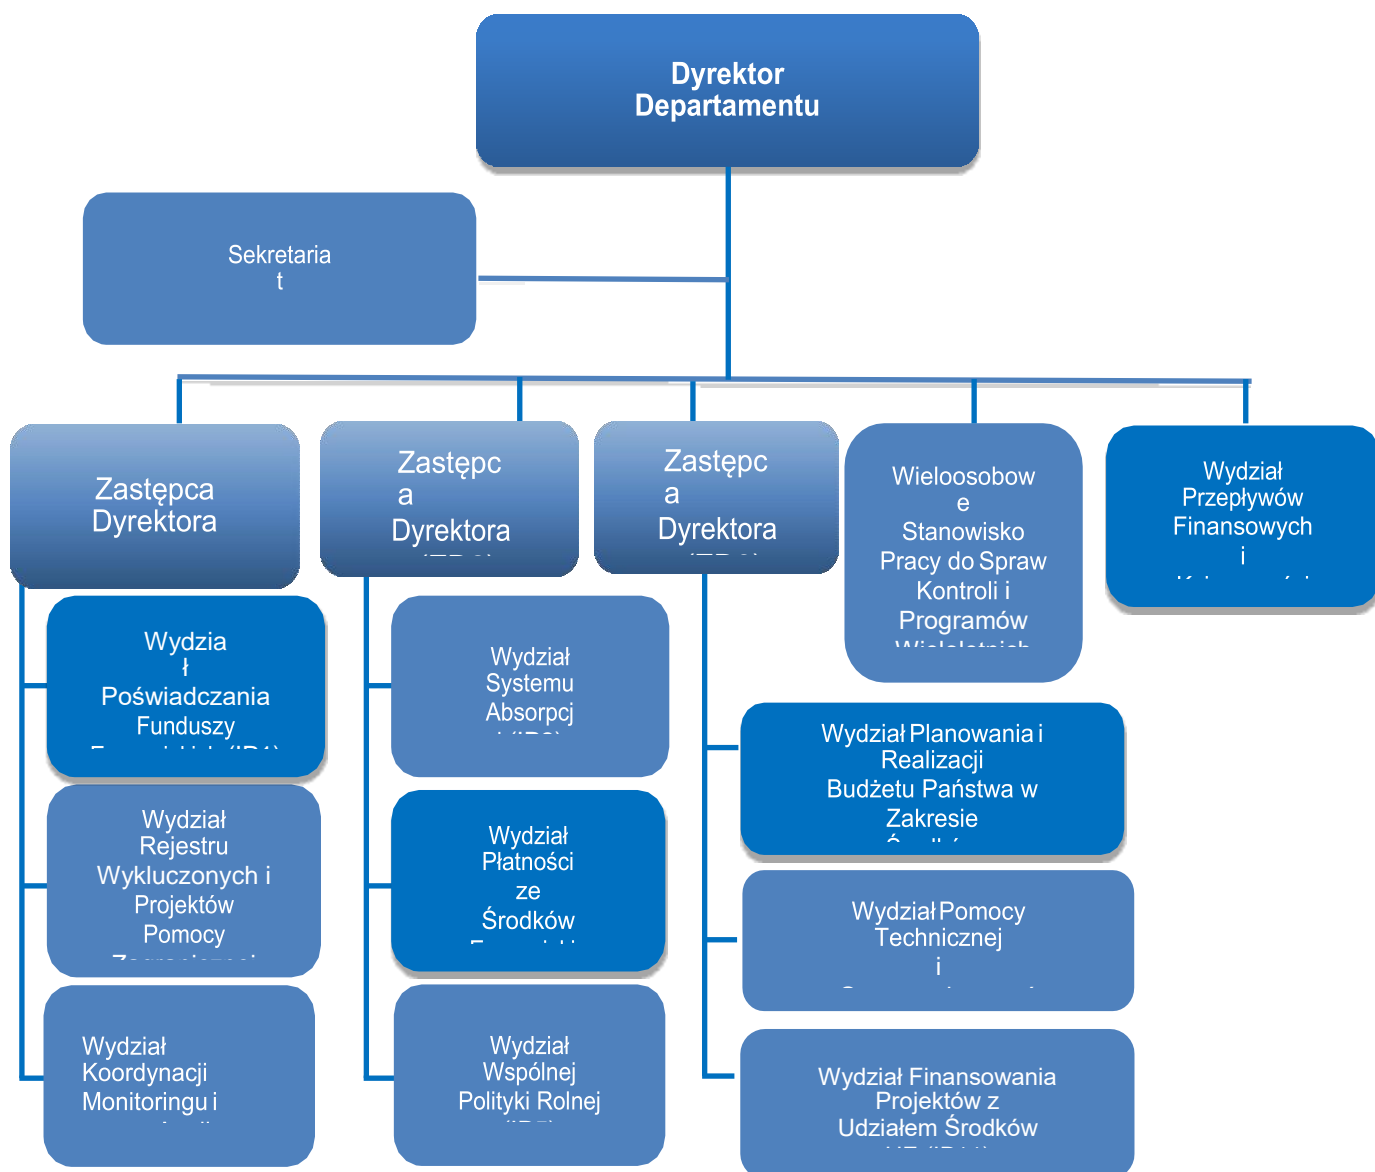 Dyrektor
Departamentu
Sekretaria
t
Zastępca
Dyrektora
Zastępc
a
Dyrektora
Zastępc
a
Dyrektora
Wieloosobow
e
Stanowisko
Pracy do Spraw
Kontroli i
Programów
Wieloletnich
Wydział
Przepływów
Finansowych
i
Wydzia
ł
Poświadczania
Funduszy
Wydział
Rejestru
Wykluczonych i
Projektów
Pomocy
Wydział
Koordynacji
Monitoringu i
Wydział
Systemu
Absorpcj
Wydział
Płatności
ze
Środków
Wydział
Wspólnej
Polityki Rolnej
Wydział Planowania i
Realizacji
Budżetu Państwa w
Zakresie
Wydział Pomocy
Technicznej
i
Wydział Finansowania
Projektów z
Udziałem Środków